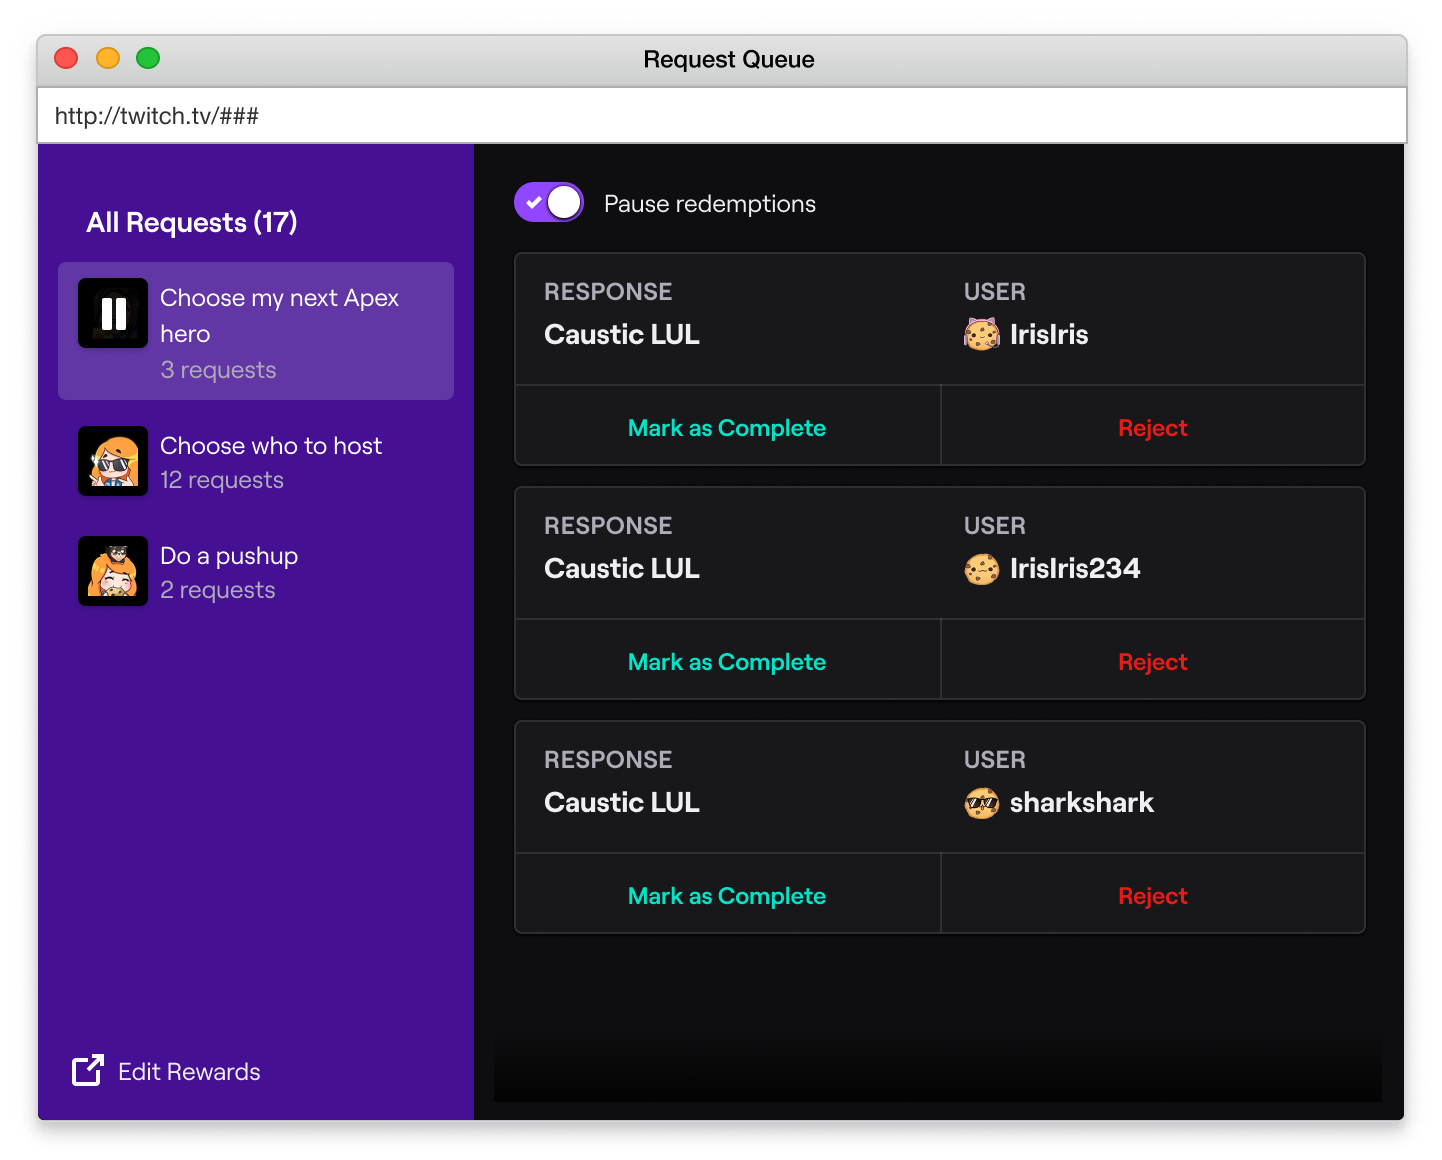 Request Queue
http://twitch.tv/###
All Requests (17)
Choose my next Apex
hero
3 requests
Choose who to host
12 requests
Do a pushup
2 requests
Edit Rewards
Pause redemptions
RESPONSE USER
Caustic LUL IrisIris
Mark as Complete Reject
RESPONSE USER
Caustic LUL IrisIris234
Mark as Complete Reject
RESPONSE USER
Caustic LUL sharkshark
Mark as Complete Reject